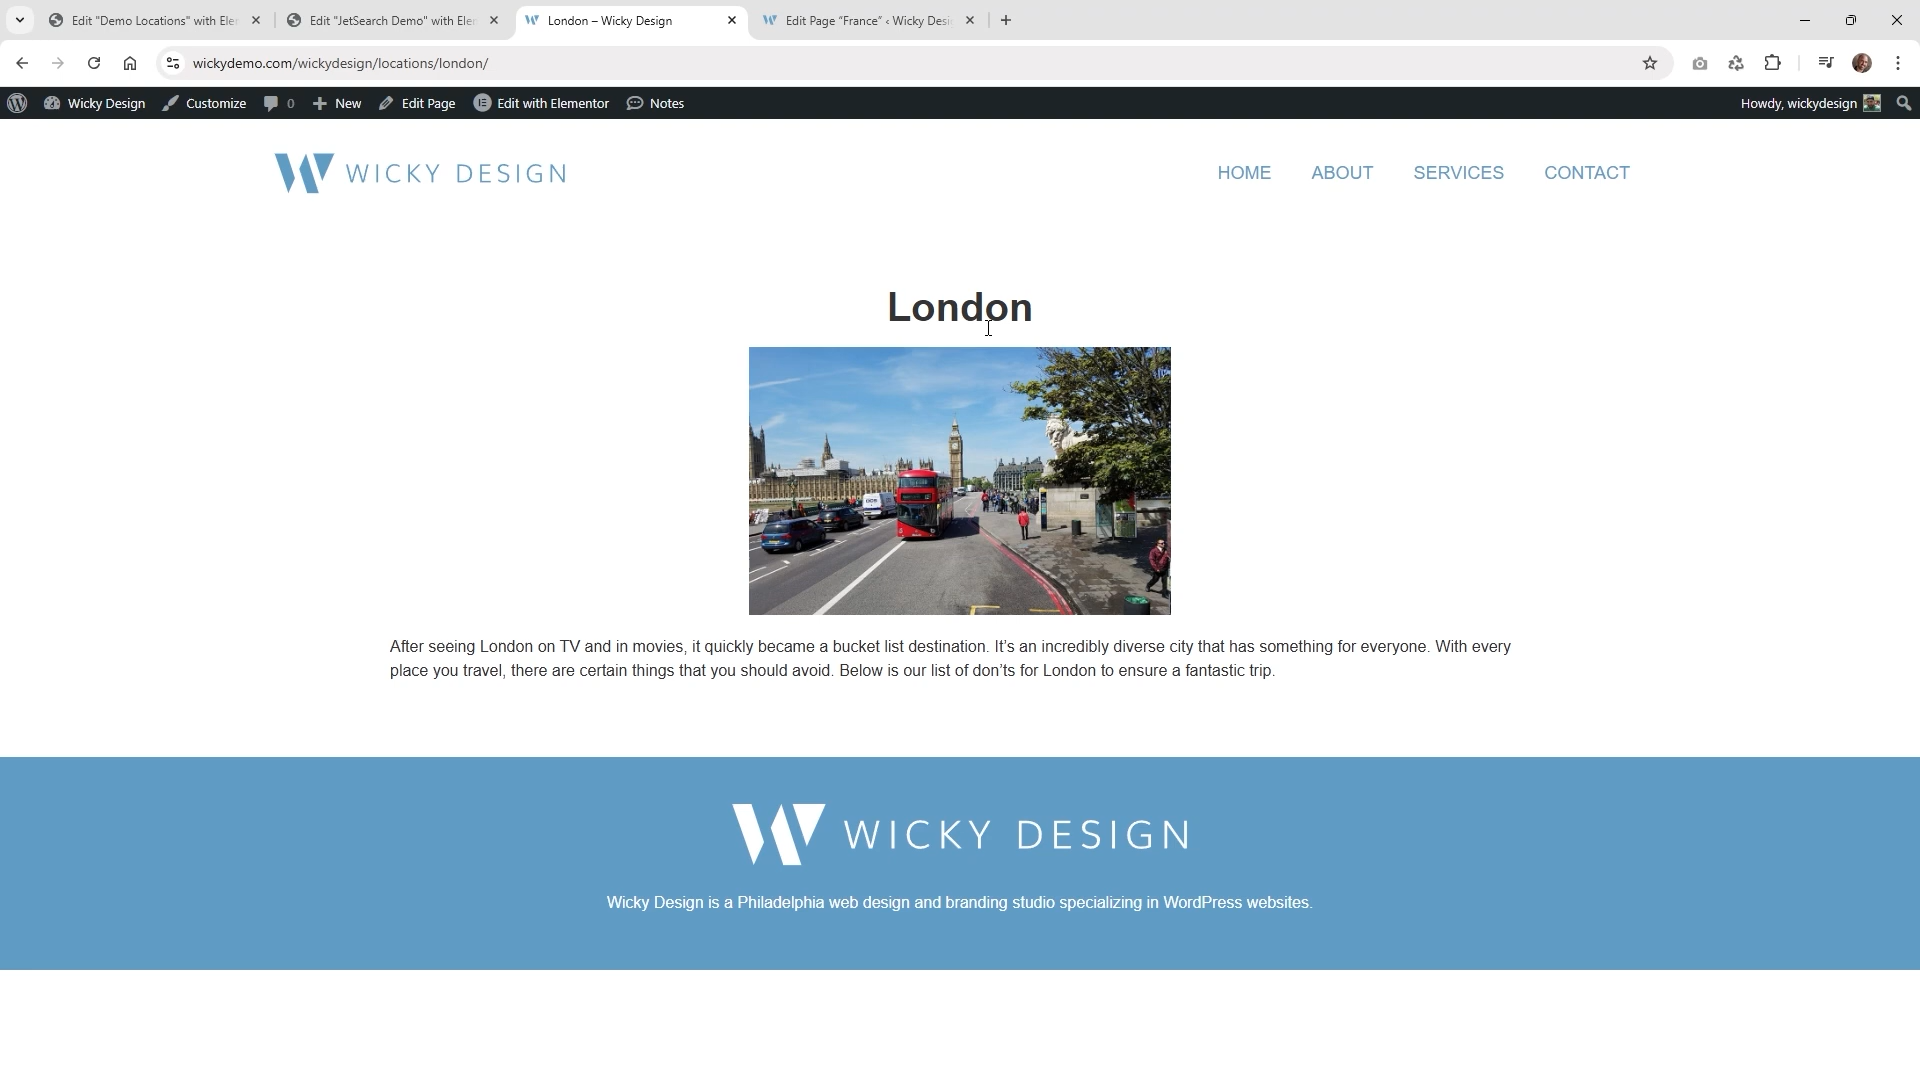 Edit "Demo Locations" with Ele
Edit "JetSearch Demo" with Ele
London – Wicky Design
Edit Page “France” ‹ Wicky Desi
wickydemo.com/wickydesign/locations/london/
Wicky Design
Customize
0
New
Edit Page
Edit with Elementor
Notes
Howdy, wickydesign
WICKY DESIGN
HOME
ABOUT
SERVICES
CONTACT
London
After seeing London on TV and in movies, it quickly became a bucket list destination. It’s an incredibly diverse city that has something for everyone. With every
place you travel, there are certain things that you should avoid. Below is our list of don’ts for London to ensure a fantastic trip.
WICKY DESIGN
Wicky Design is a Philadelphia web design and branding studio specializing in WordPress websites.